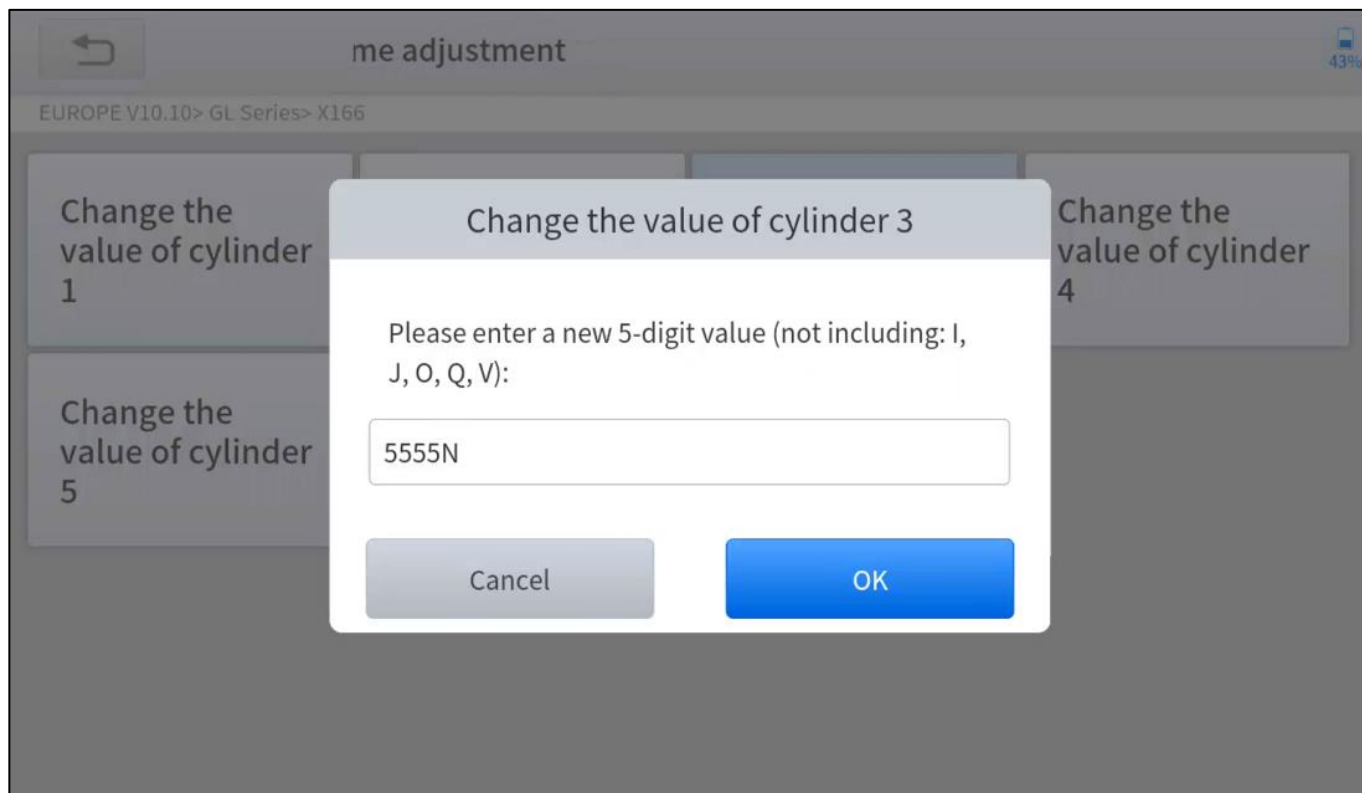 me adjustment
43%
EUROPE V10.10> GL Series> X166
Change the
value of cylinder
1
Change the
value of cylinder
4
Change the
value of cylinder
5
Change the value of cylinder 3
Please enter a new 5-digit value (not including: I,
J, O, Q, V):
5555N
Cancel
OK